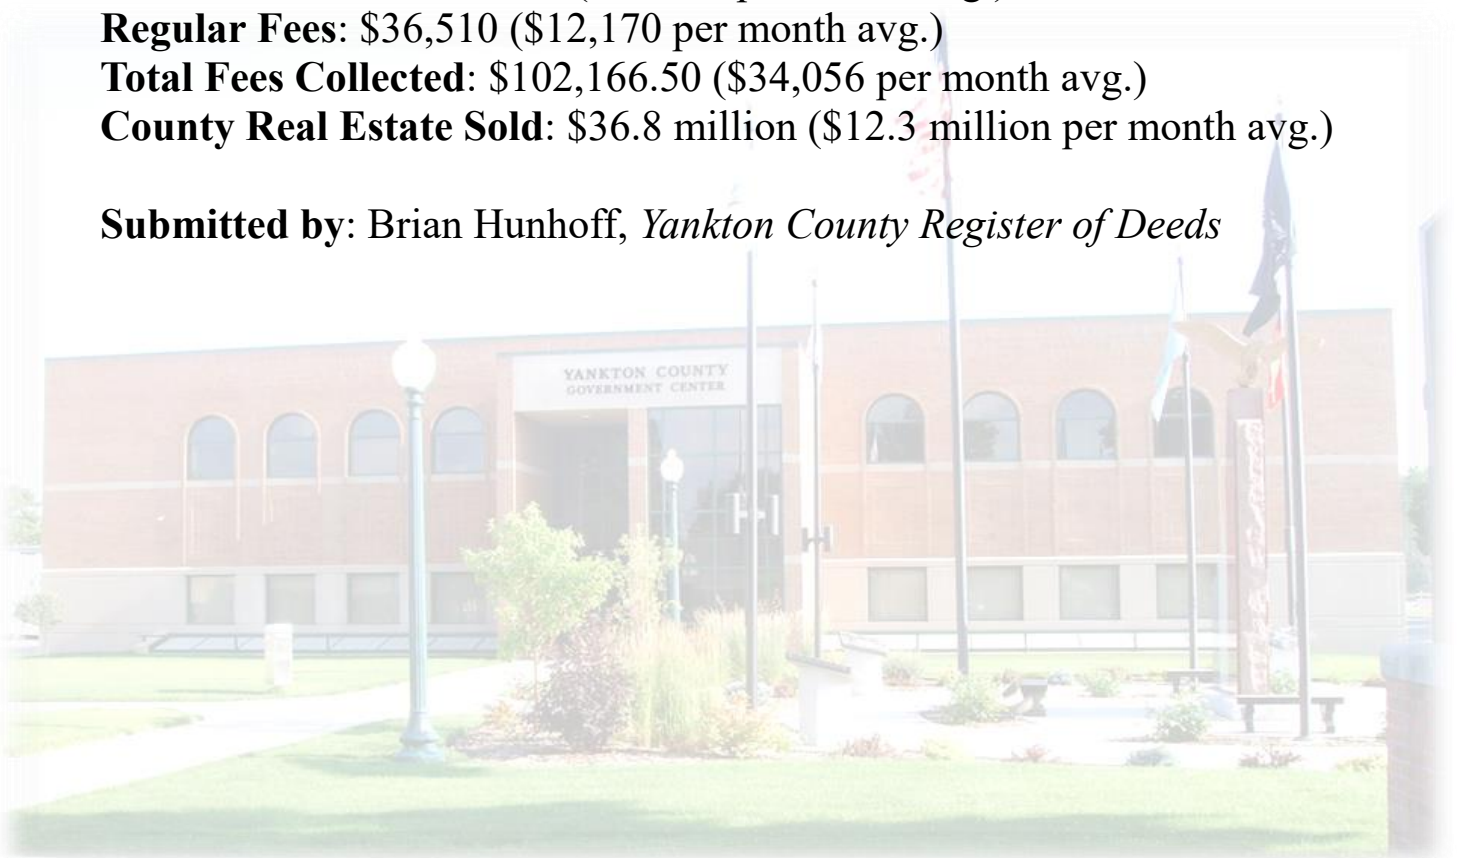 Regular Fees: $36,510 ($12,170 per month avg.)
Total Fees Collected: $102,166.50 ($34,056 per month avg.)
County Real Estate Sold: $36.8 million ($12.3 million per month avg.)
Submitted by: Brian Hunhoff, Yankton County Register of Deeds
YANKTON COUNTY
GOVERNMENT CENTER